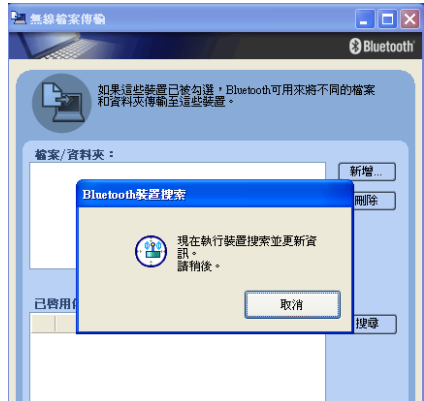 無線檔案傳輸
Bluetooth
如果這些裝置已被勾選，Bluetooth可用來將不同的檔案
和資料夾傳輸至這些裝置。
檔案/資料夾：
新增...
刪除
Bluetooth裝置搜索
現在執行裝置搜索並更新資
訊。
請稍後。
取消
已啓用
搜尋